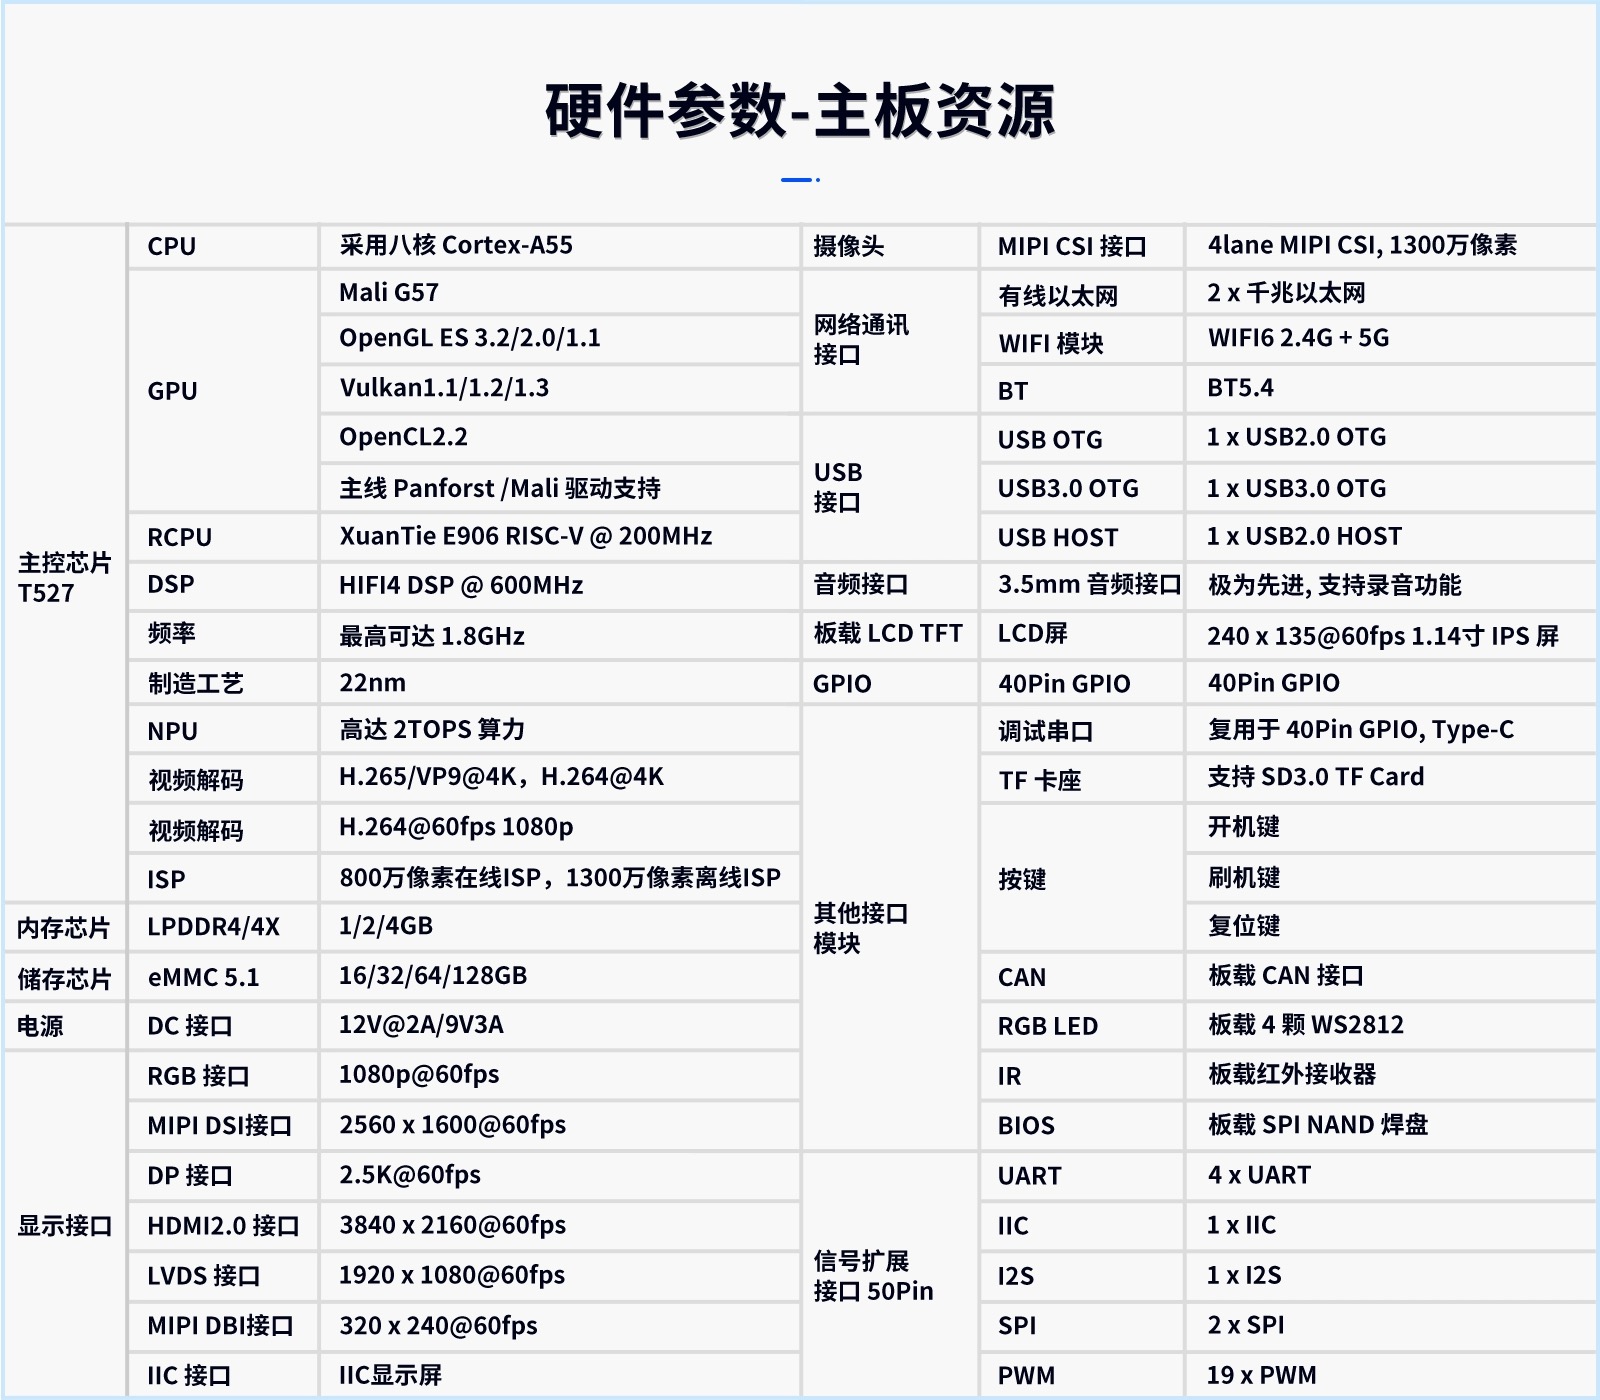 硬件参数-主板资源
主控芯片
T527
CPU
采用八核 Cortex-A55
GPU
Mali G57
OpenGL ES 3.2/2.0/1.1
Vulkan1.1/1.2/1.3
OpenCL2.2
主线 Panforst /Mali 驱动支持
RCPU
XuanTie E906 RISC-V @ 200MHz
DSP
HIFI4 DSP @ 600MHz
频率
最高可达 1.8GHz
制造工艺
22nm
NPU
高达 2TOPS 算力
视频解码
H.265/VP9@4K，H.264@4K
视频解码
H.264@60fps 1080p
ISP
800万像素在线ISP，1300万像素离线ISP
内存芯片
LPDDR4/4X
1/2/4GB
储存芯片
eMMC 5.1
16/32/64/128GB
电源
DC 接口
12V@2A/9V3A
显示接口
RGB 接口
1080p@60fps
MIPI DSI接口
2560 x 1600@60fps
DP 接口
2.5K@60fps
HDMI2.0 接口
3840 x 2160@60fps
LVDS 接口
1920 x 1080@60fps
MIPI DBI接口
320 x 240@60fps
IIC 接口
IIC显示屏
摄像头
MIPI CSI 接口
4lane MIPI CSI, 1300万像素
网络通讯
接口
有线以太网
2 x 千兆以太网
WIFI 模块
WIFI6 2.4G + 5G
BT
BT5.4
USB
接口
USB OTG
1 x USB2.0 OTG
USB3.0 OTG
1 x USB3.0 OTG
USB HOST
1 x USB2.0 HOST
音频接口
3.5mm 音频接口
极为先进, 支持录音功能
板载 LCD TFT
LCD屏
240 x 135@60fps 1.14寸 IPS 屏
GPIO
40Pin GPIO
40Pin GPIO
其他接口
模块
调试串口
复用于 40Pin GPIO, Type-C
TF 卡座
支持 SD3.0 TF Card
按键
开机键
刷机键
复位键
CAN
板载 CAN 接口
RGB LED
板载 4 颗 WS2812
IR
板载红外接收器
BIOS
板载 SPI NAND 焊盘
信号扩展
接口 50Pin
UART
4 x UART
IIC
1 x IIC
I2S
1 x I2S
SPI
2 x SPI
PWM
19 x PWM